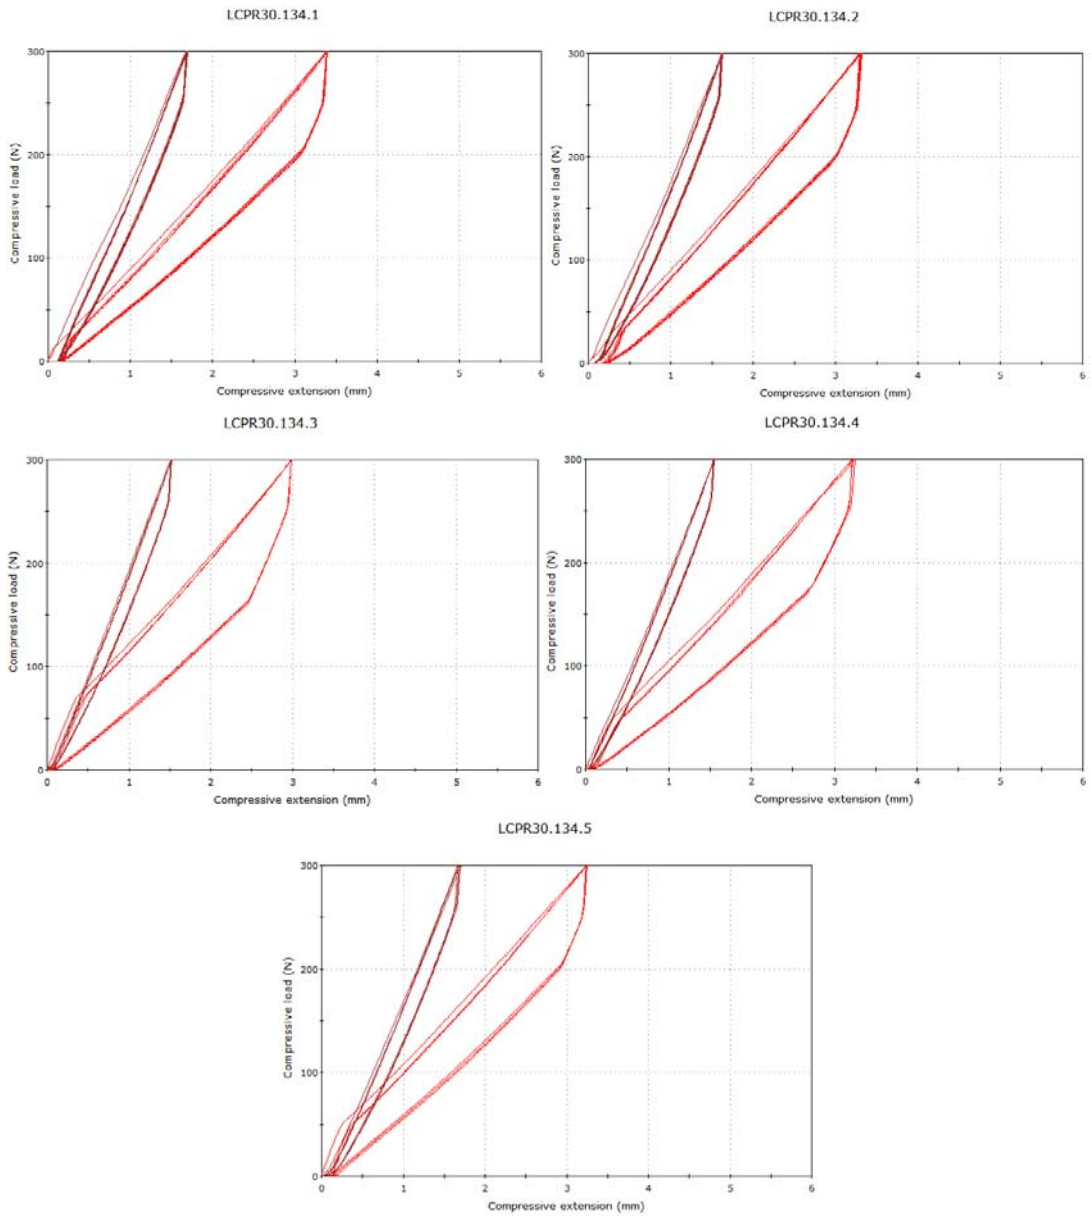 LCPR30.134.1
300
200
100
0
Compressive load (N)
0 1 2 3 4 5 6
Compressive extension (mm)
LCPR30.134.2
300
200
100
0
Compressive load (N)
0 1 2 3 4 5 6
Compressive extension (mm)
LCPR30.134.3
300
200
100
0
Compressive load (N)
0 1 2 3 4 5 6
Compressive extension (mm)
LCPR30.134.4
300
200
100
0
Compressive load (N)
0 1 2 3 4 5 6
Compressive extension (mm)
LCPR30.134.5
300
200
100
0
Compressive load (N)
0 1 2 3 4 5 6
Compressive extension (mm)